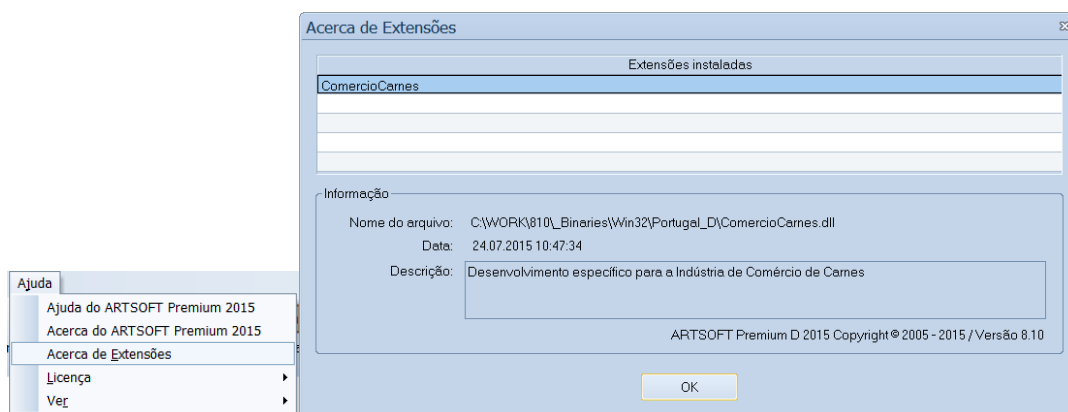 Acerca de Extensões
Extensões instaladas
ComercioCarnes
Informação
Nome do arquivo: C:\WORK\810\_Binaries\Win32\Portugal_D\ComercioCarnes.dll
Data: 24.07.2015 10:47:34
Descrição: Desenvolvimento específico para a Indústria de Comércio de Carnes
ARTSOFT Premium D 2015 Copyright © 2005 - 2015 / Versão 8.10
OK
Ajuda
Ajuda do ARTSOFT Premium 2015
Acerca do ARTSOFT Premium 2015
Acerca de Extensões
Licença
Ver